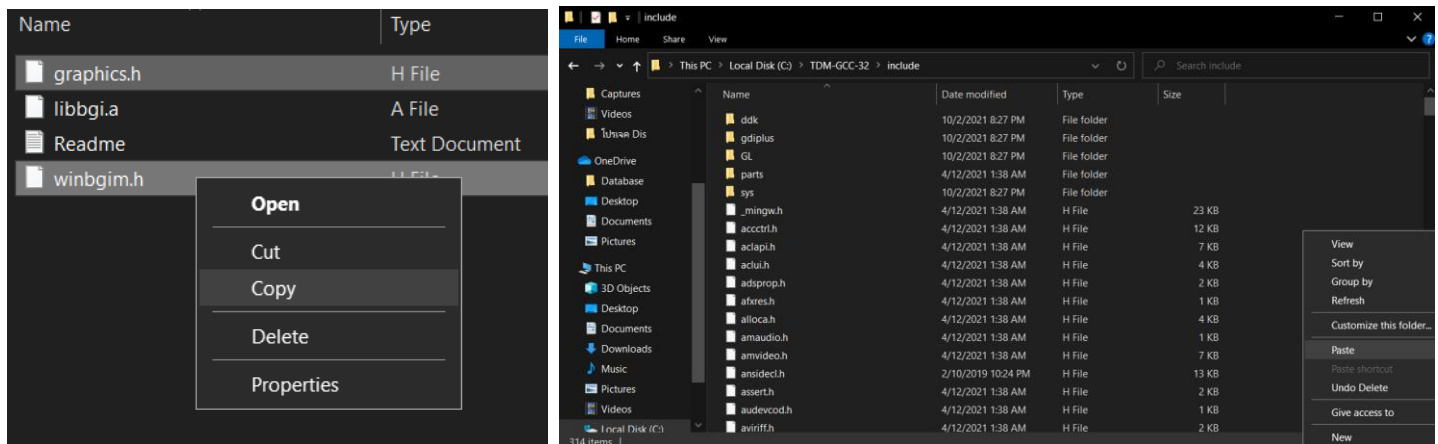 Name Type
graphics.h H File
libbgi.a A File
Readme Text Document
winbgim.h H File
Open
Cut
Copy
Delete
Properties
include
File Home Share View
This PC > Local Disk (C:) > TDM-GCC-32 > include
Search include
Captures
Videos
โปรเจค Dis
OneDrive
Database
Desktop
Documents
Pictures
This PC
3D Objects
Desktop
Documents
Downloads
Music
Pictures
Videos
Local Disk (C:)
Name Date modified Type Size
ddk 10/2/2021 8:27 PM File folder
gdiplus 10/2/2021 8:27 PM File folder
GL 10/2/2021 8:27 PM File folder
parts 4/12/2021 1:38 AM File folder
sys 10/2/2021 8:27 PM File folder
_mingw.h 4/12/2021 1:38 AM H File 23 KB
accctrl.h 4/12/2021 1:38 AM H File 12 KB
aclapi.h 4/12/2021 1:38 AM H File 7 KB
aclui.h 4/12/2021 1:38 AM H File 4 KB
adsprop.h 4/12/2021 1:38 AM H File 2 KB
afxres.h 4/12/2021 1:38 AM H File 1 KB
alloca.h 4/12/2021 1:38 AM H File 4 KB
amaudio.h 4/12/2021 1:38 AM H File 1 KB
amvideo.h 4/12/2021 1:38 AM H File 7 KB
ansidecl.h 2/10/2019 10:24 PM H File 13 KB
assert.h 4/12/2021 1:38 AM H File 2 KB
audevcod.h 4/12/2021 1:38 AM H File 1 KB
aviriff.h 4/12/2021 1:38 AM H File 2 KB
View
Sort by
Group by
Refresh
Customize this folder...
Paste
Paste shortcut
Undo Delete
Give access to
New
314 items